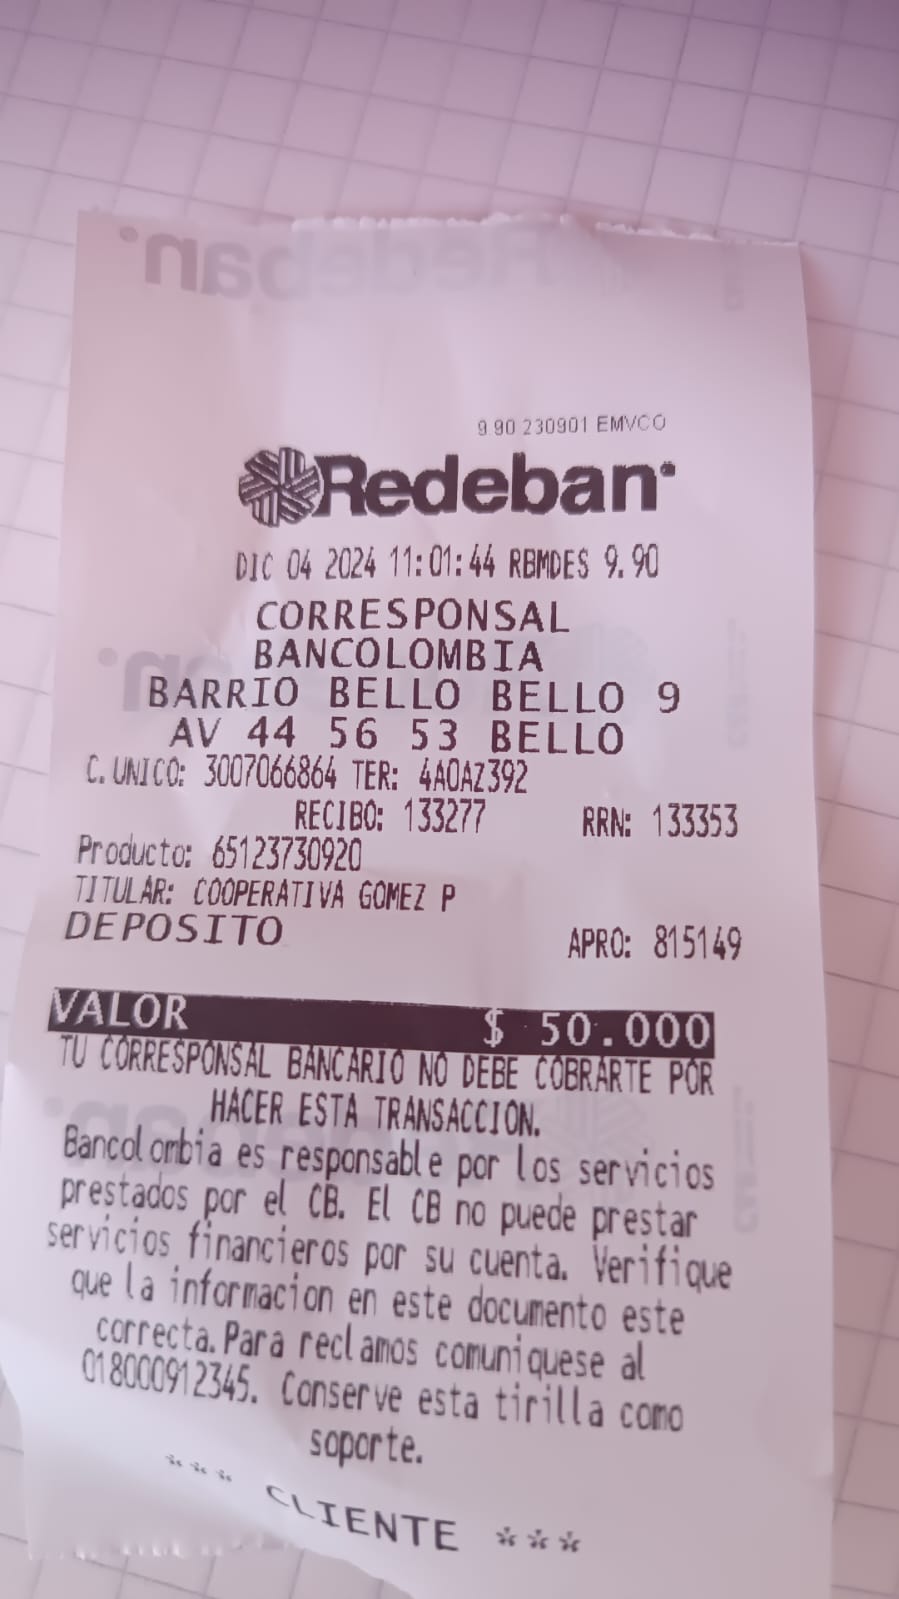 9.90 230901 EMVCO
Redeban
DIC 04 2024 11:01:44 RBMDES 9.90
CORRESPONSAL
BANCOLOMBIA
BARRIO BELLO BELLO 9
AV 44 56 53 BELLO
C. UNICO: 3007066864 TER: 4A0AZ392
RECIBO: 133277 RRN: 133353
Producto: 65123730920
TITULAR: COOPERATIVA GOMEZ P
DEPOSITO APRO: 815149
VALOR $ 50.000
TU CORRESPONSAL BANCARIO NO DEBE COBRARTE POR
HACER ESTA TRANSACCION.
Bancolombia es responsable por los servicios
prestados por el CB. El CB no puede prestar
servicios financieros por su cuenta. Verifique
que la informacion en este documento este
correcta. Para reclamos comuniquese al
018000912345. Conserve esta tirilla como
soporte.
*** CLIENTE ***